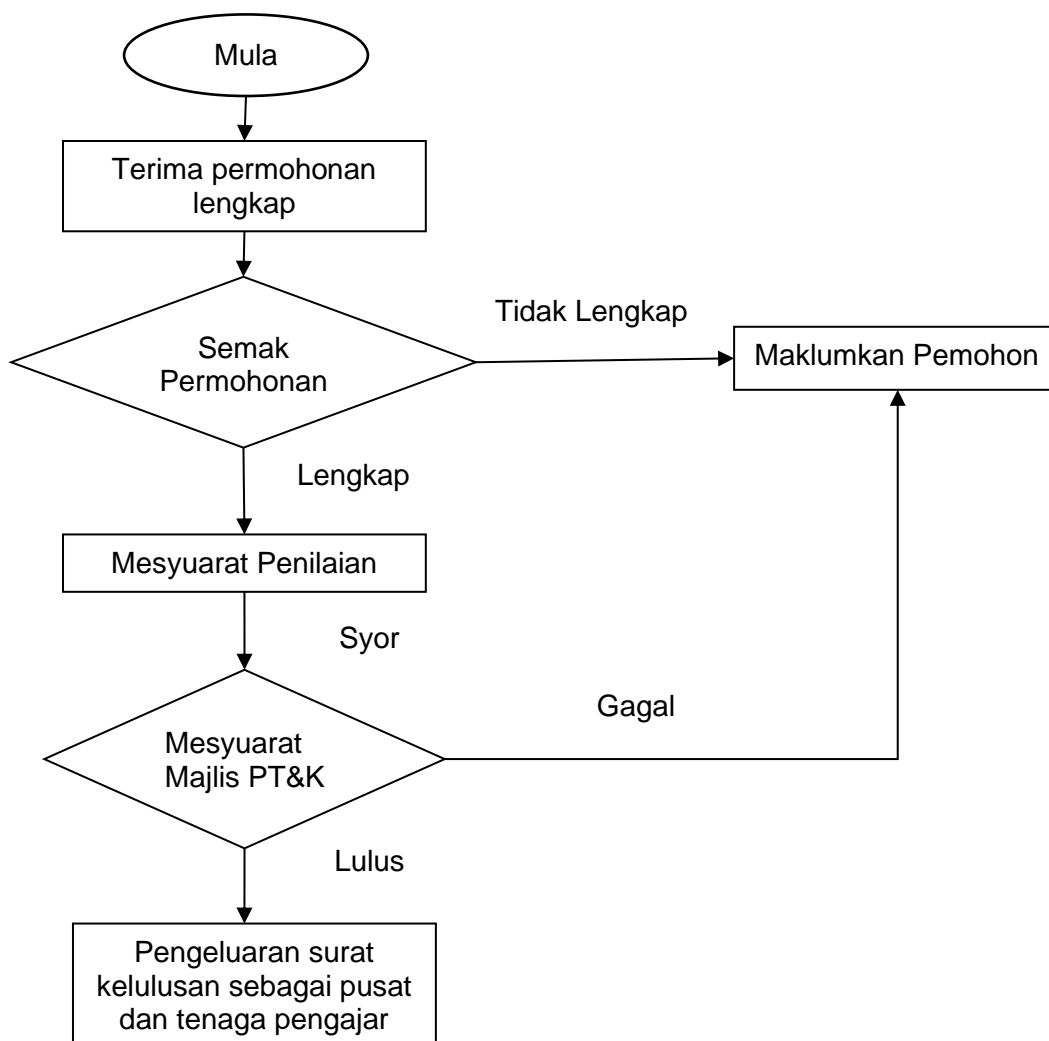 Mula
Terima permohonan
lengkap
Tidak Lengkap
Semak
Permohonan
Maklumkan Pemohon
Lengkap
Mesyuarat Penilaian
Syor
Gagal
Mesyuarat
Majlis PT&K
Lulus
Pengeluaran surat
kelulusan sebagai pusat
dan tenaga pengajar